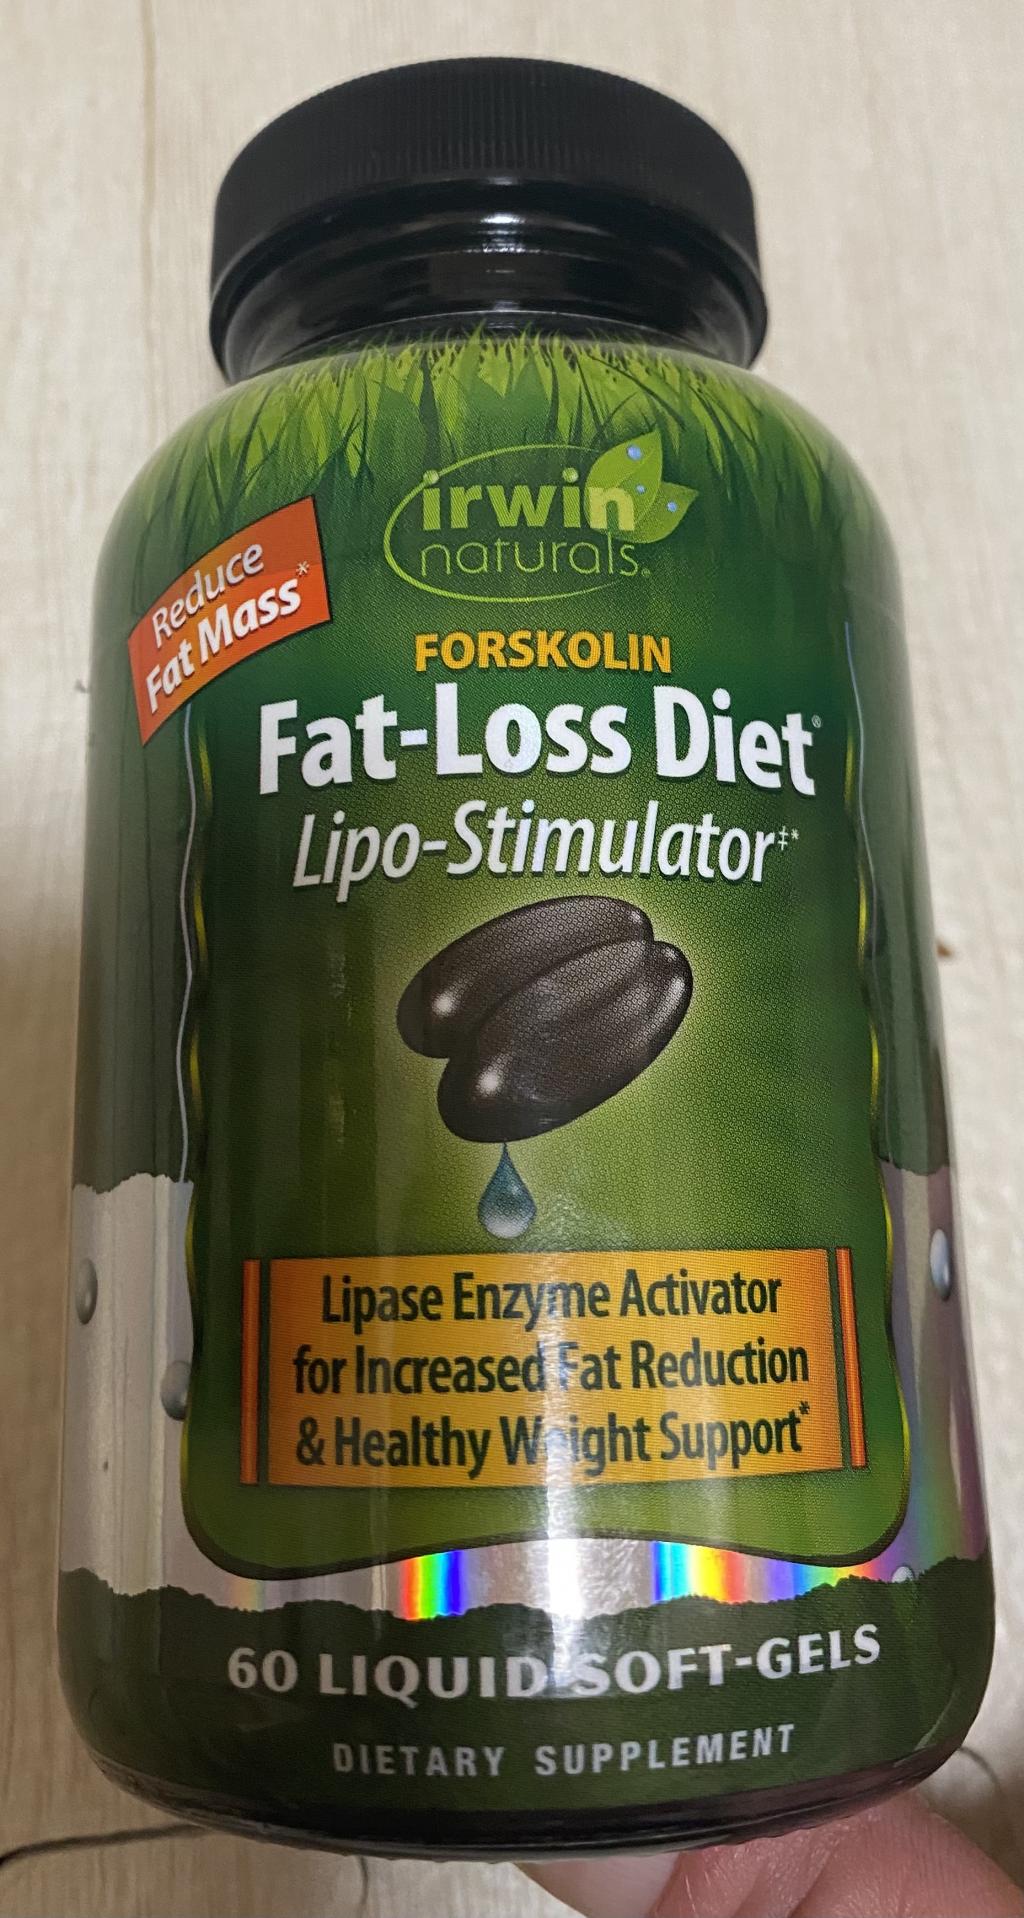 irwin
naturals®
Reduce
Fat Mass*
FORSKOLIN
Fat-Loss Diet®
Lipo-Stimulator‡*
Lipase Enzyme Activator
for Increased Fat Reduction
& Healthy Weight Support*
60 LIQUID SOFT-GELS
DIETARY SUPPLEMENT